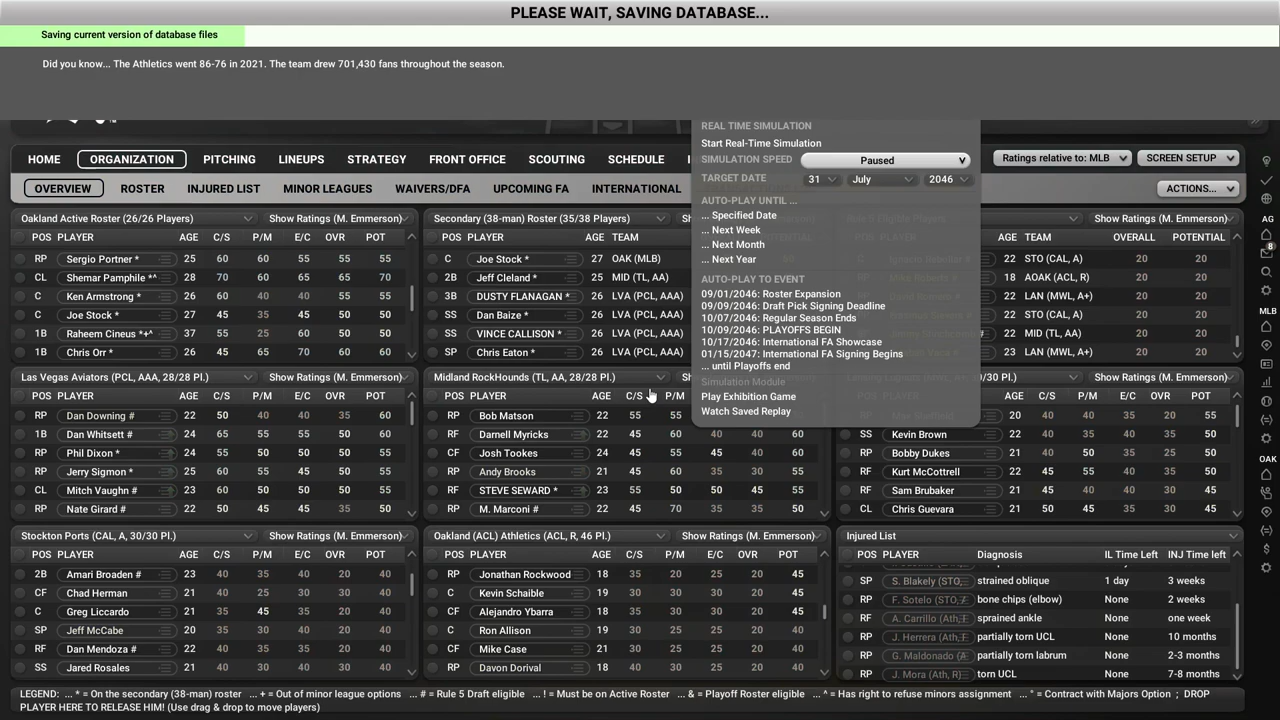 PLEASE WAIT, SAVING DATABASE...
Saving current version of database files
Did you know... The Athletics went 86-76 in 2021. The team drew 701,430 fans throughout the season.
REAL TIME SIMULATION
Start Real-Time Simulation
SIMULATION SPEED Paused
TARGET DATE 31 July 2046
AUTO-PLAY UNTIL ...
... Specified Date
... Next Week
... Next Month
... Next Year
AUTO-PLAY TO EVENT
09/01/2046: Roster Expansion
09/09/2046: Draft Pick Signing Deadline
10/07/2046: Regular Season Ends
10/09/2046: PLAYOFFS BEGIN
10/17/2046: International FA Showcase
01/15/2047: International FA Signing Begins
... until Playoffs end
Simulation Module
Play Exhibition Game
Watch Saved Replay
HOME ORGANIZATION PITCHING LINEUPS STRATEGY FRONT OFFICE SCOUTING SCHEDULE Ratings relative to: MLB SCREEN SETUP
OVERVIEW ROSTER INJURED LIST MINOR LEAGUES WAIVERS/DFA UPCOMING FA INTERNATIONAL ACTIONS...
Oakland Active Roster (26/26 Players) Show Ratings (M. Emmerson)
POS PLAYER AGE C/S P/M E/C OVR POT
RP Sergio Portner * 25 60 60 55 55 55
CL Shemar Pamphile *^ 28 70 60 65 65 70
C Ken Armstrong * 26 60 40 40 55 55
C Joe Stock * 27 45 35 45 55 55
1B Raheem Cineus *+^ 37 55 25 60 50 50
1B Chris Orr * 26 45 65 70 60 60
Secondary (38-man) Roster (35/38 Players)
POS PLAYER AGE TEAM
C Joe Stock * 27 OAK (MLB)
2B Jeff Cleland * 25 MID (TL, AA)
3B DUSTY FLANAGAN * 26 LVA (PCL, AAA)
SS Dan Baize * 26 LVA (PCL, AAA)
SS VINCE CALLISON * 26 LVA (PCL, AAA)
SP Chris Eaton * 26 LVA (PCL, AAA)
Rule 5 Eligible Players Show Ratings (M. Emmerson)
AGE TEAM OVERALL POTENTIAL
22 STO (CAL, A) 20 20
18 AOAK (ACL, R) 20 20
22 LAN (MWL, A+) 20 20
22 STO (CAL, A) 20 20
22 MID (TL, AA) 20 20
23 LAN (MWL, A+) 20 20
Las Vegas Aviators (PCL, AAA, 28/28 Pl.) Show Ratings (M. Emmerson)
POS PLAYER AGE C/S P/M E/C OVR POT
RP Dan Downing # 22 50 40 40 35 60
1B Dan Whitsett # 24 50 50 50 50 60
RP Phil Dixon * 24 55 50 50 50 55
RP Jerry Sigmon * 25 60 55 45 50 55
CL Mitch Vaughn # 23 60 50 50 50 55
RP Nate Girard # 22 50 45 45 35 50
Midland RockHounds (TL, AA, 28/28 Pl.)
POS PLAYER AGE C/S P/M
RP Bob Matson 22 55 55
RF Darnell Myricks 22 45 60 40 40 60
CF Josh Tookes 24 45 55 45 40 60
RP Andy Brooks 21 45 60 35 30 55
RF STEVE SEWARD * 23 55 50 50 45 55
RP M. Marconi # 22 45 70 35 35 50
30/30 Pl.) Show Ratings (M. Emmerson)
POS PLAYER AGE C/S P/M E/C OVR POT
20 40 40 40 35 50
SS Kevin Brown 22 40 35 40 40 50
RP Bobby Dukes 21 40 50 35 35 50
RF Kurt McCottrell 22 45 45 45 40 50
RF Sam Brubaker 21 45 40 40 30 45
CL Chris Guevara 21 50 45 45 40 45
Stockton Ports (CAL, A, 30/30 Pl.) Show Ratings (M. Emmerson)
POS PLAYER AGE C/S P/M E/C OVR POT
2B Amari Broaden # 23 40 35 40 20 40
CF Chad Herman 21 40 25 40 30 40
C Greg Liccardo 21 35 45 35 30 40
SP Jeff McCabe 20 35 30 35 20 40
RF Dan Mendoza # 22 40 35 40 30 40
SS Jared Rosales 21 40 30 40 30 40
Oakland (ACL) Athletics (ACL, R, 46 Pl.) Show Ratings (M. Emmerson)
POS PLAYER AGE C/S P/M E/C OVR POT
RP Jonathan Rockwood 18 35 20 25 20 45
C Kevin Schaible 19 30 30 25 20 45
CF Alejandro Ybarra 18 35 30 35 20 45
C Ron Allison 19 30 25 25 20 40
CF Mike Case 21 30 25 30 20 40
RP Davon Dorival 18 40 30 30 20 40
Injured List
POS PLAYER Diagnosis IL Time Left INJ Time left
SP S. Blakely (STO, strained oblique 1 day 3 weeks
RP F. Sotelo (STO, bone chips (elbow) None 2 weeks
RF A. Carrillo (Ath, sprained ankle None one week
RP J. Herrera (Ath, partially torn UCL None 10 months
RP G. Maldonado (A partially torn labrum None 2-3 months
RP J. Mora (Ath, R) torn UCL None 7-8 months
LEGEND: ... * = On the secondary (38-man) roster ... + = Out of minor league options ... # = Rule 5 Draft eligible ... ! = Must be on Active Roster ... & = Playoff Roster eligible ... ^ = Has right to refuse minors assignment ... ° = Contract with Majors Option ; DROP
PLAYER HERE TO RELEASE HIM! (Use drag & drop to move players)
AG
8
MLB
OAK